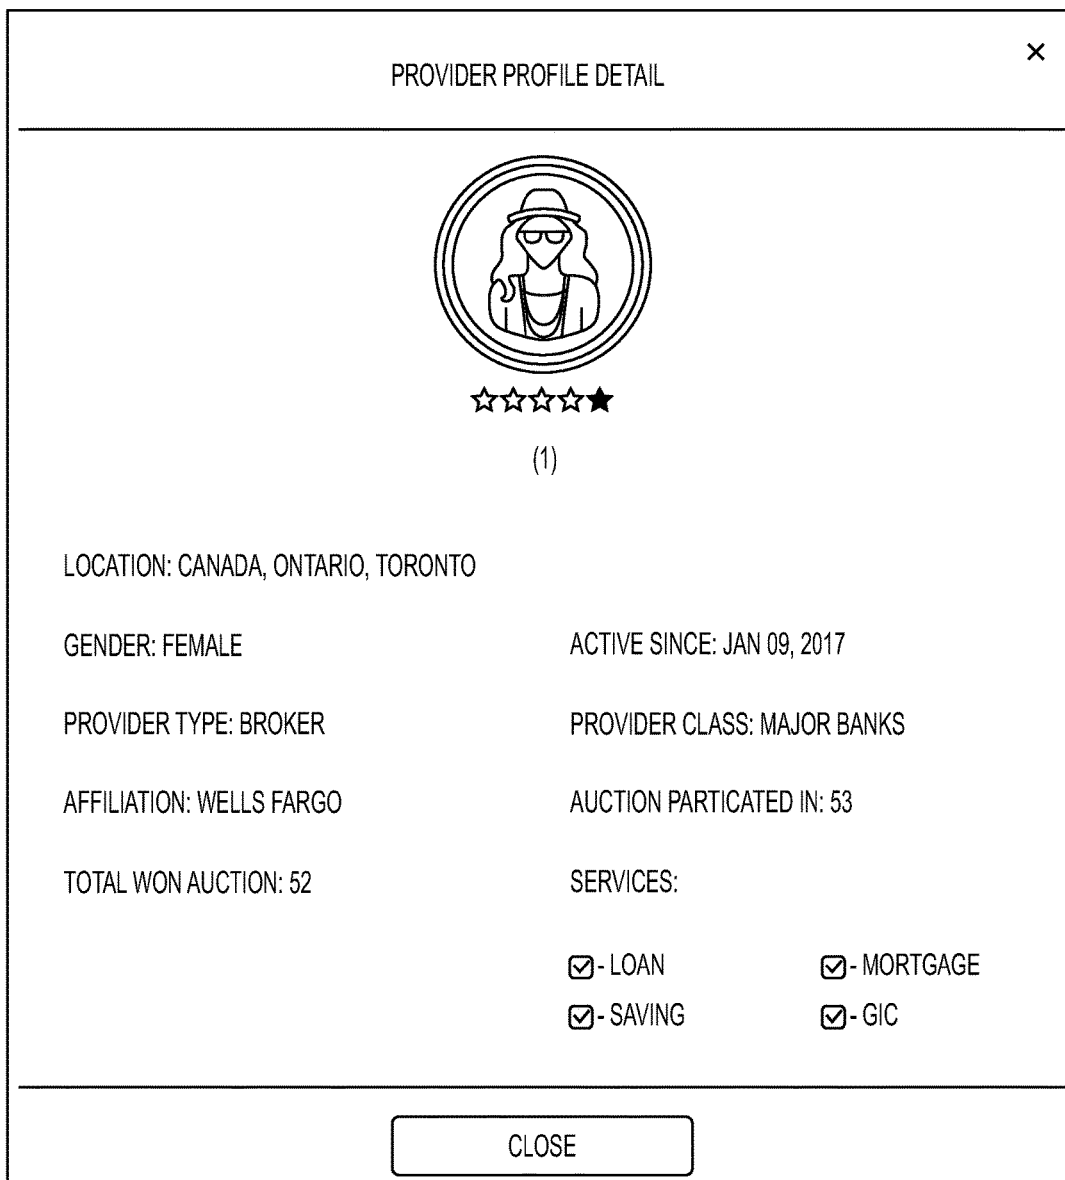 PROVIDER PROFILE DETAIL
(1)
LOCATION: CANADA, ONTARIO, TORONTO
GENDER: FEMALE
ACTIVE SINCE: JAN 09, 2017
PROVIDER TYPE: BROKER
PROVIDER CLASS: MAJOR BANKS
AFFILIATION: WELLS FARGO
AUCTION PARTICATED IN: 53
TOTAL WON AUCTION: 52
SERVICES:
- LOAN
- MORTGAGE
- SAVING
- GIC
CLOSE